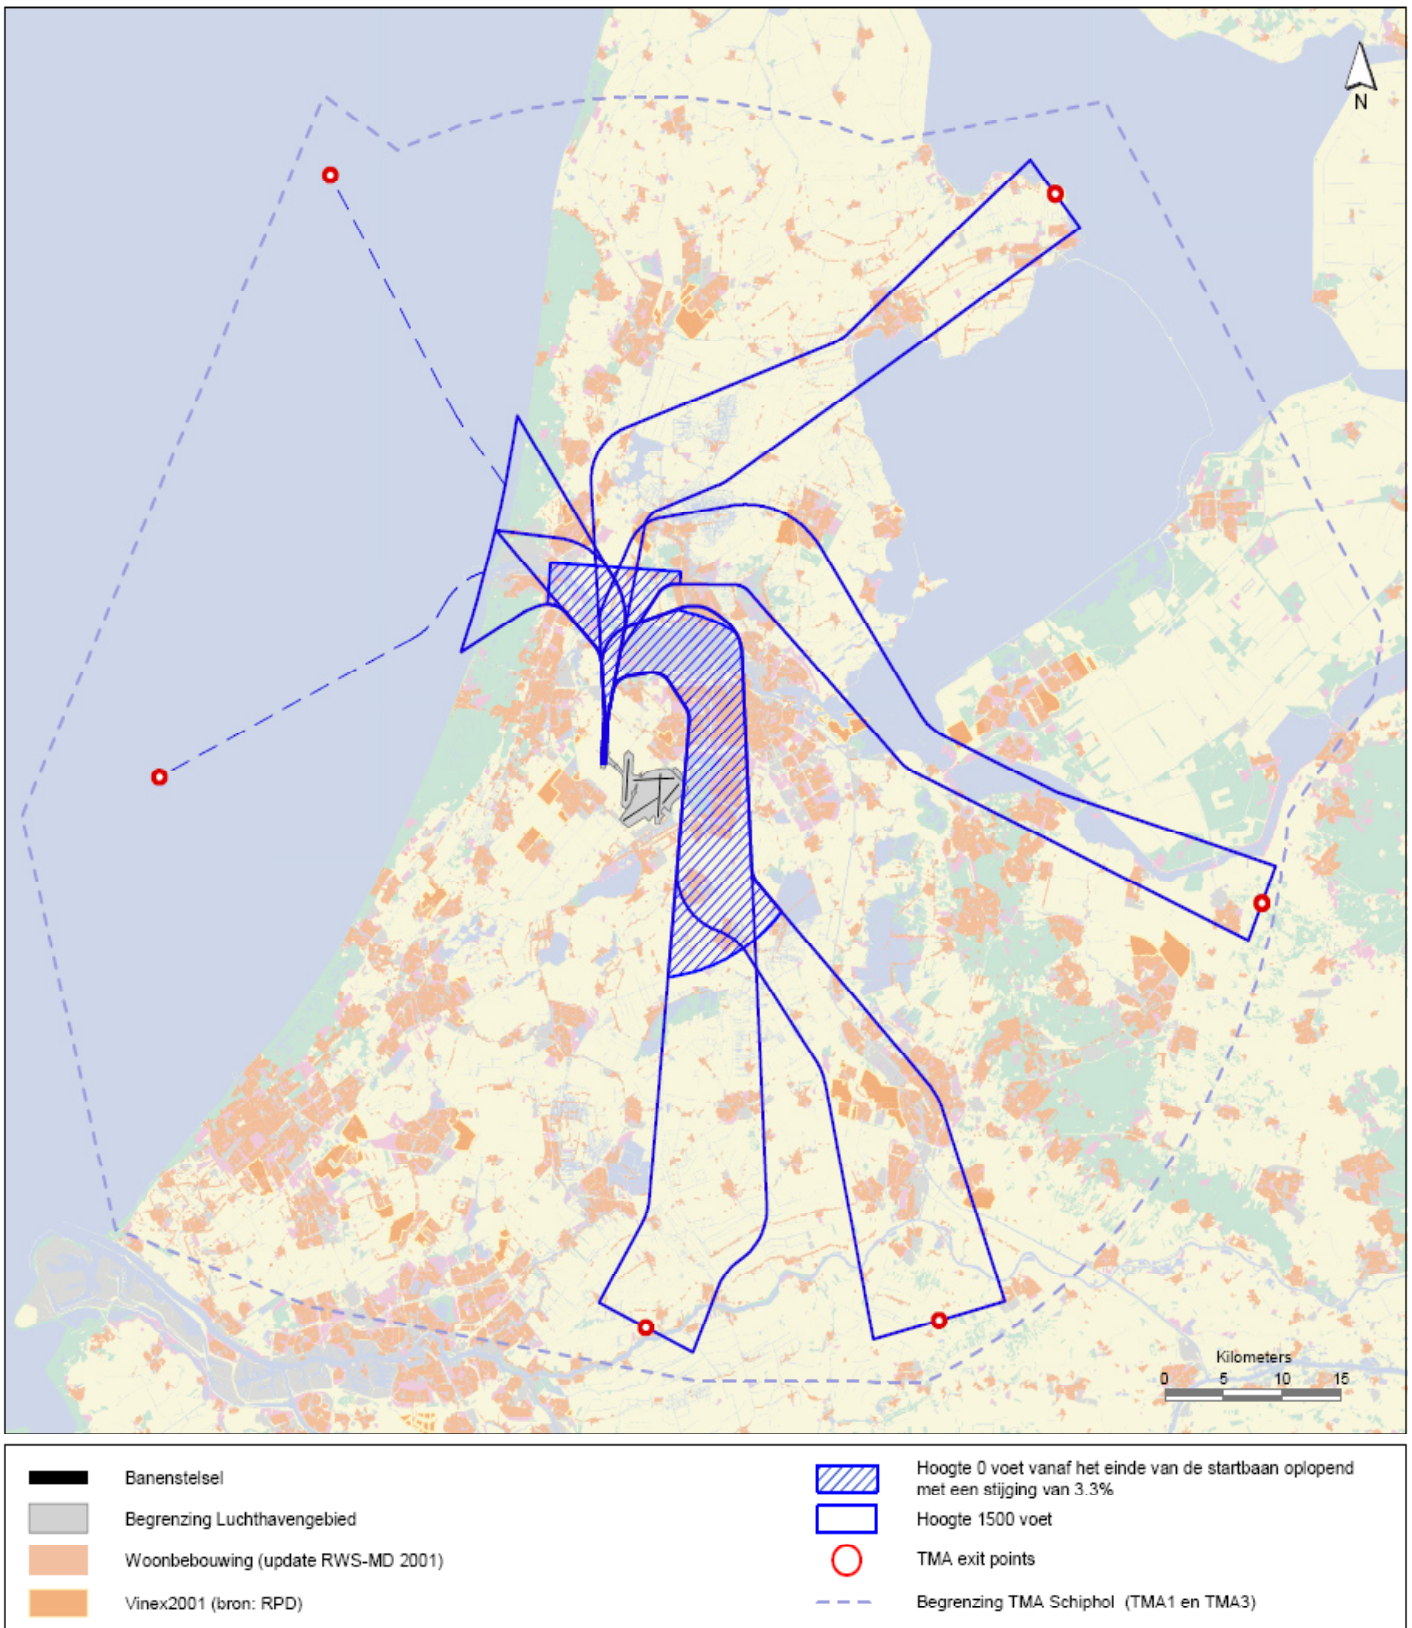 N
Kilometers
0 5 10 15
Banenstelsel
Begrenzing Luchthavengebied
Woonbebouwing (update RWS-MD 2001)
Vinex2001 (bron: RPD)
Hoogte 0 voet vanaf het einde van de startbaan oplopend
met een stijging van 3.3%
Hoogte 1500 voet
TMA exit points
Begrenzing TMA Schiphol (TMA1 en TMA3)